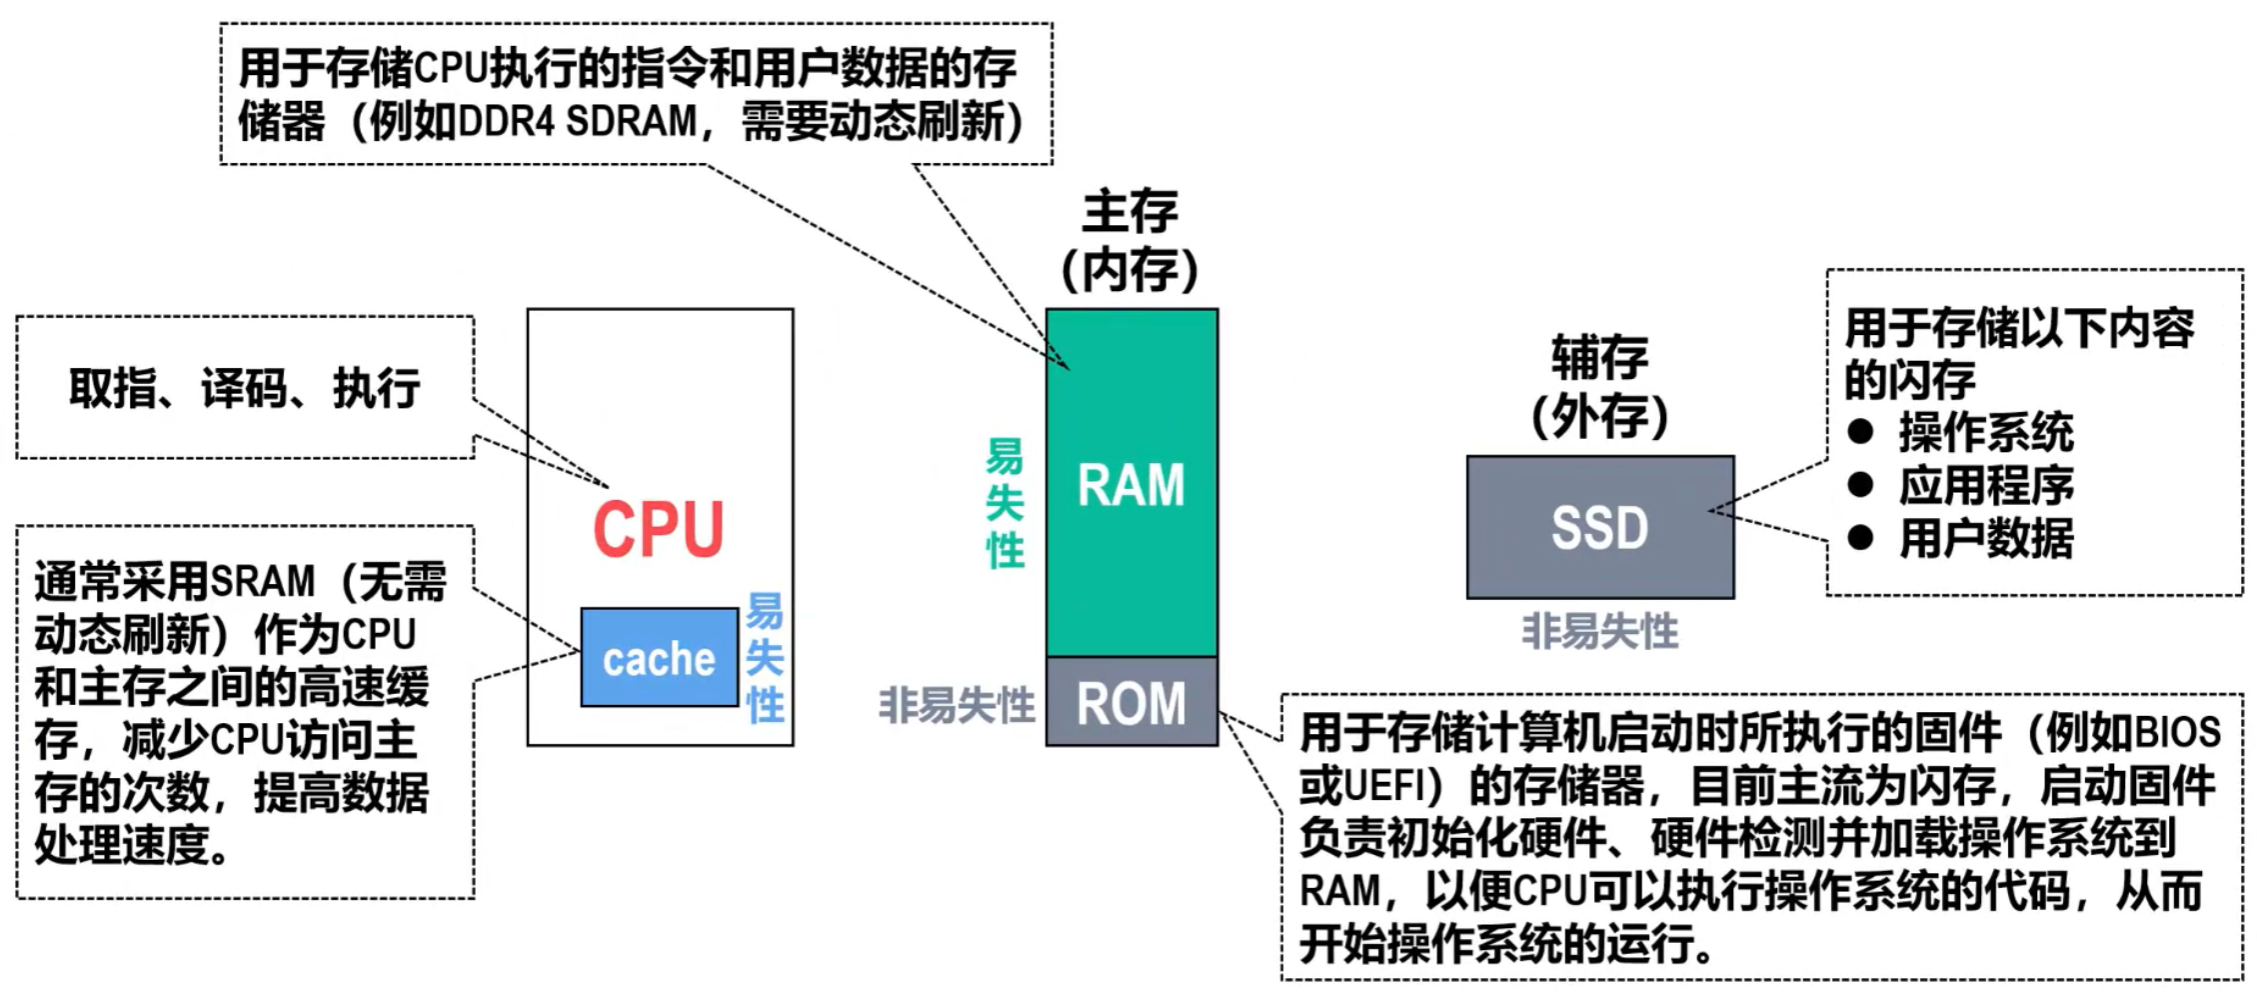 用于存储CPU执行的指令和用户数据的存
储器（例如DDR4 SDRAM，需要动态刷新）
主存
（内存）
取指、译码、执行
CPU
通常采用SRAM（无需
动态刷新）作为CPU
和主存之间的高速缓
存，减少CPU访问主
存的次数，提高数据
处理速度。
cache
易失性
易失性
RAM
非易失性
ROM
辅存
（外存）
SSD
非易失性
用于存储以下内容
的闪存
● 操作系统
● 应用程序
● 用户数据
用于存储计算机启动时所执行的固件（例如BIOS
或UEFI）的存储器，目前主流为闪存，启动固件
负责初始化硬件、硬件检测并加载操作系统到
RAM，以便CPU可以执行操作系统的代码，从而
开始操作系统的运行。